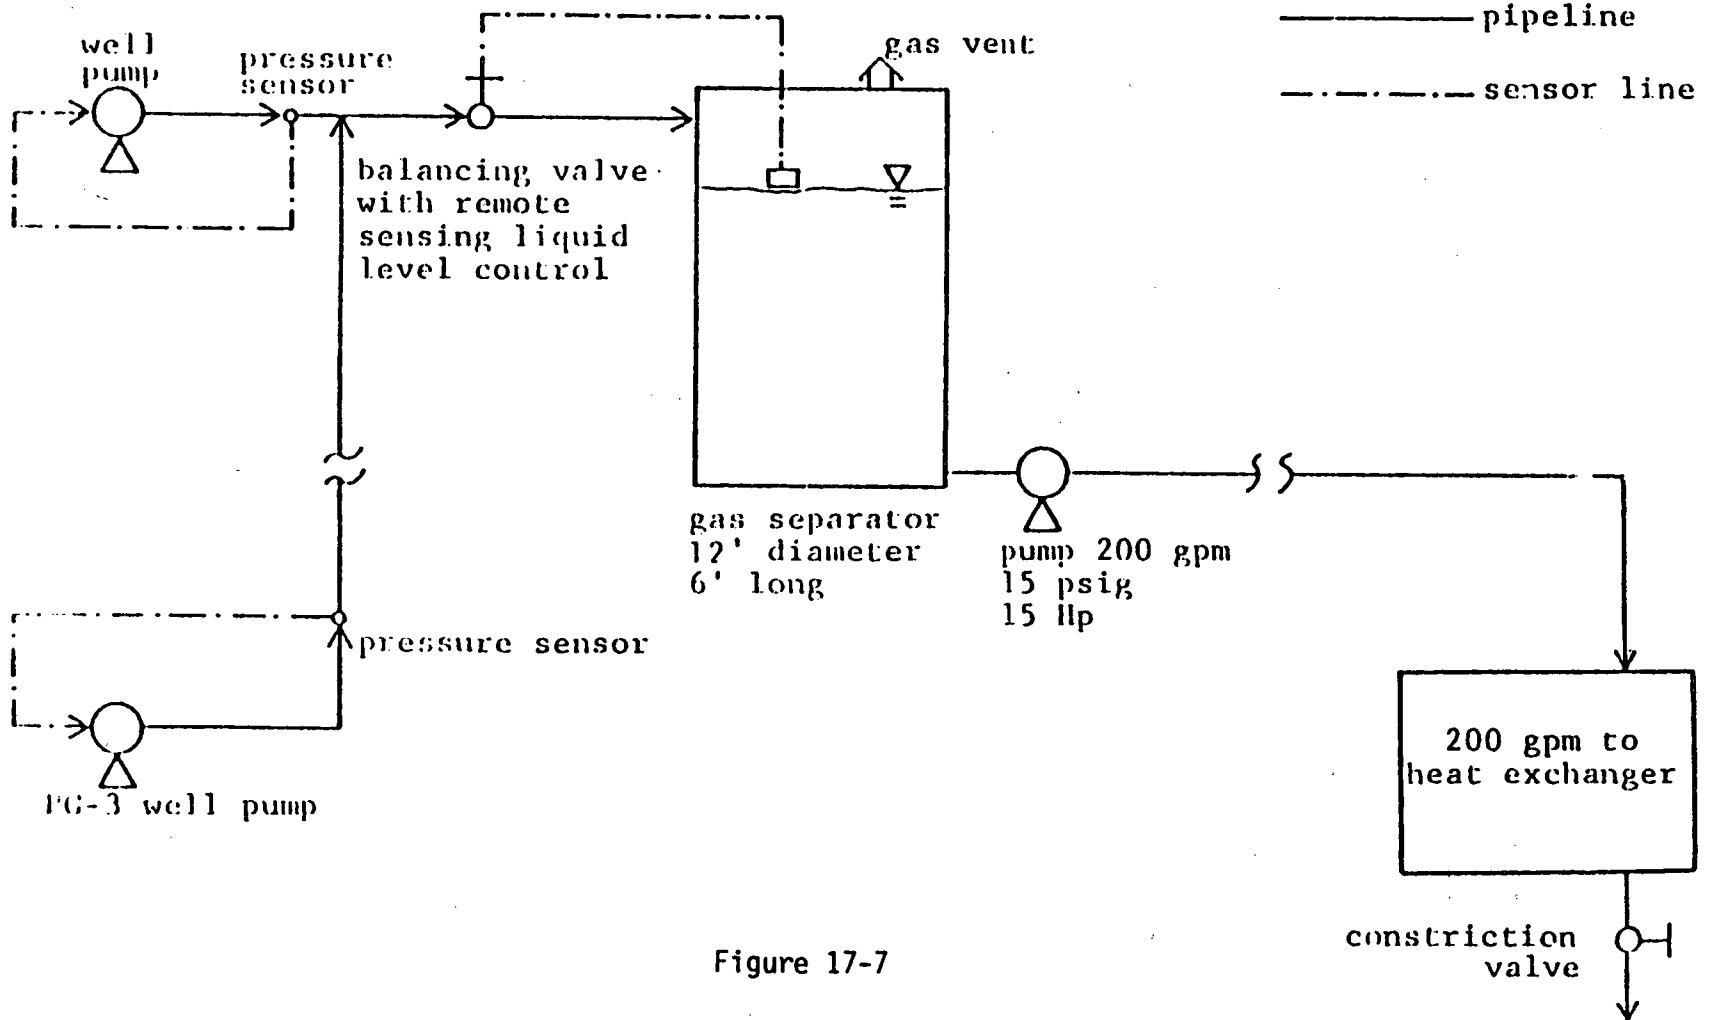 pipeline
sensor line
well
pump
pressure
sensor
gas vent
balancing valve
with remote
sensing liquid
level control
gas separator
12' diameter
6' long
pump 200 gpm
15 psig
15 Hp
pressure sensor
PG-3 well pump
200 gpm to
heat exchanger
constriction
valve
Figure 17-7